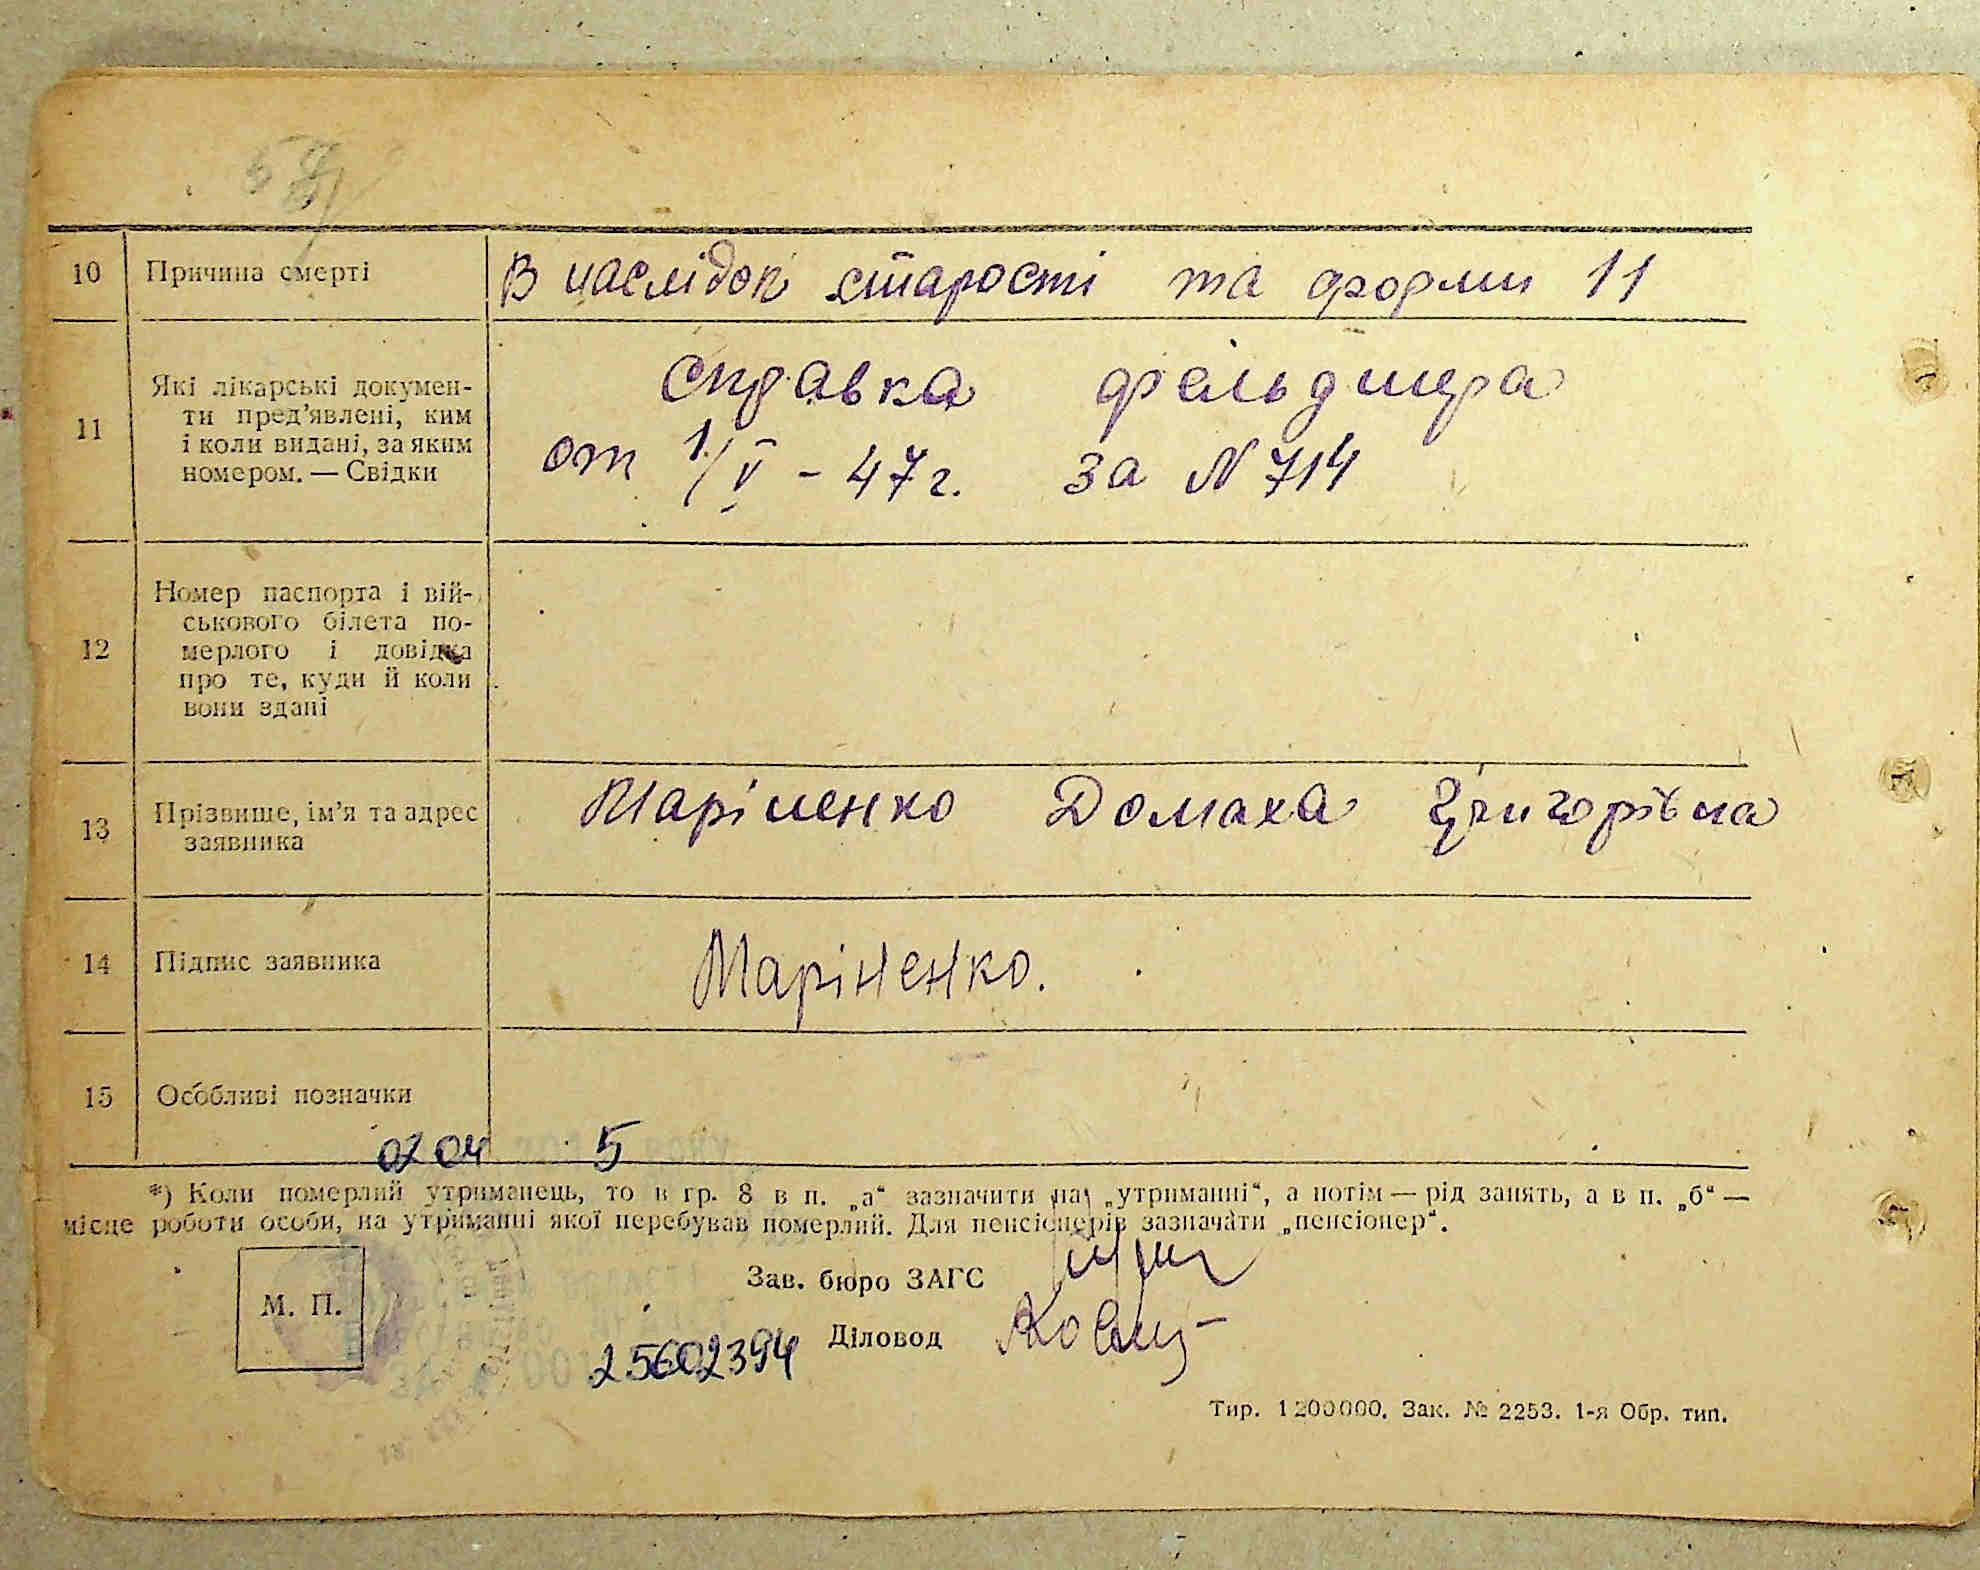 10 Причина смерті В наслідок старості та форми 11
11 Які лікарські докумен-
ти пред'явлені, ким
і коли видані, за яким
номером. — Свідки
Справка фельдшера
от 1/V - 47 г. за N 714
12 Номер паспорта і вій-
ськового білета по-
мерлого і довідка
про те, куди й коли
вони здані
13 Прізвище, ім'я та адрес
заявника
Маріненко Домаха Григорівна
14 Підпис заявника Маріненко.
15 Особливі позначки
0204 5
*) Коли померлий утриманець, то в гр. 8 в п. „а“ зазначити на „утриманні“, а потім — рід занять, а в п. „б“ —
місце роботи особи, на утриманні якої перебував померлий. Для пенсіонерів зазначати „пенсіонер“.
Зав. бюро ЗАГС
М. П.
Діловод
25602394
Тир. 1200000. Зак. № 2253. 1-я Обр. тип.